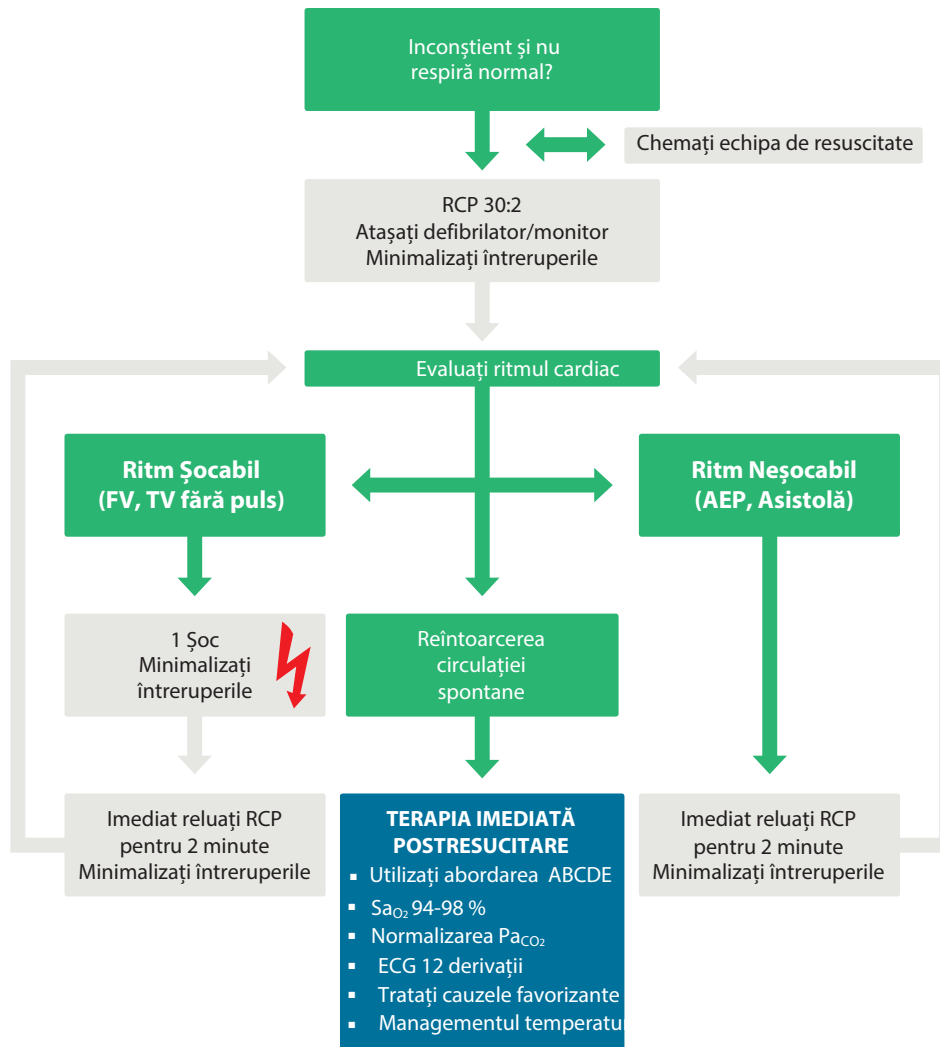 Inconștient și nu
respiră normal?
Chemați echipa de resuscitate
RCP 30:2
Atașați defibrilator/monitor
Minimalizați întreruperile
Evaluați ritmul cardiac
Ritm Șocabil
(FV, TV fără puls)
Ritm Neșocabil
(AEP, Asistolă)
1 Șoc
Minimalizați
întreruperile
Reîntoarcerea
circulației
spontane
Imediat reluați RCP
pentru 2 minute
Minimalizați întreruperile
TERAPIA IMEDIATĂ
POSTRESUCITARE
▪ Utilizați abordarea ABCDE
▪ SaO₂ 94-98 %
▪ Normalizarea PaCO₂
▪ ECG 12 derivații
▪ Tratați cauzele favorizante
▪ Managementul
Imediat reluați RCP
pentru 2 minute
Minimalizați întreruperile